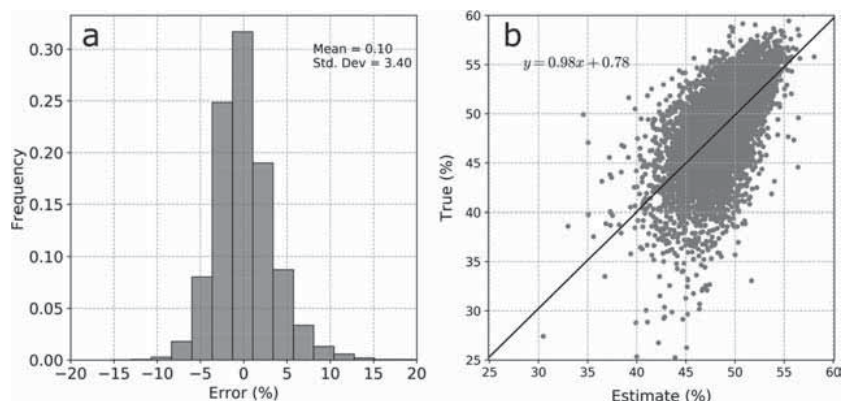 a
Mean = 0.10
Std. Dev = 3.40
Frequency
0.30
0.25
0.20
0.15
0.10
0.05
0.00
−20 −15 −10 −5 0 5 10 15 20
Error (%)
b
y = 0.98x + 0.78
True (%)
60
55
50
45
40
35
30
25
25 30 35 40 45 50 55 60
Estimate (%)